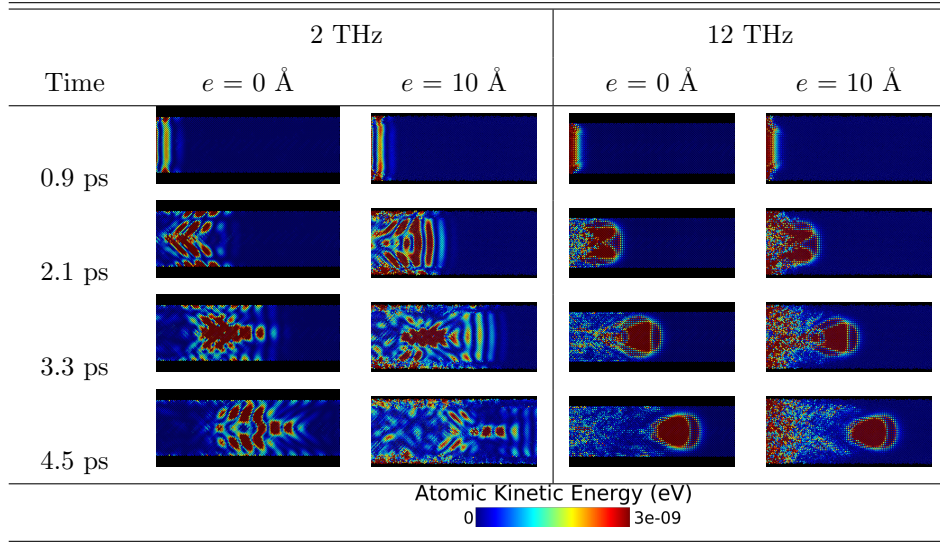 2 THz 12 THz
Time e = 0 Å e = 10 Å e = 0 Å e = 10 Å
0.9 ps
2.1 ps
3.3 ps
4.5 ps
Atomic Kinetic Energy (eV)
0 3e-09